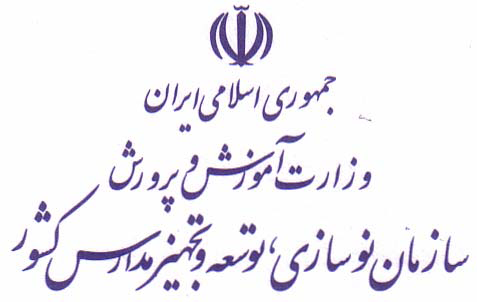 جمهوری اسلامی ایران
وزارت آموزش و پرورش
سازمان نوسازی، توسعه و تجهیز مدارس کشور